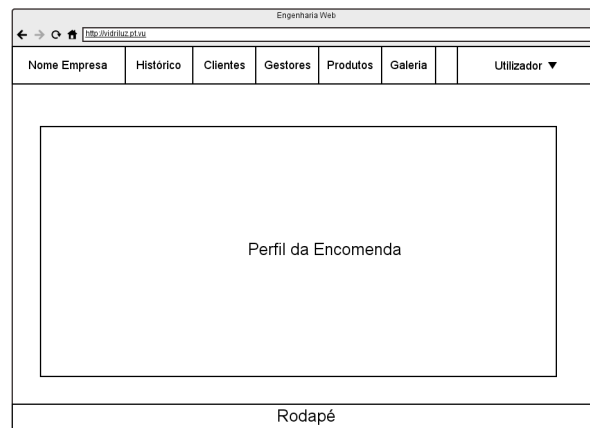 Engenharia Web
http://vidriluz.pt.vu
Nome Empresa Histórico Clientes Gestores Produtos Galeria Utilizador ▼
Perfil da Encomenda
Rodapé